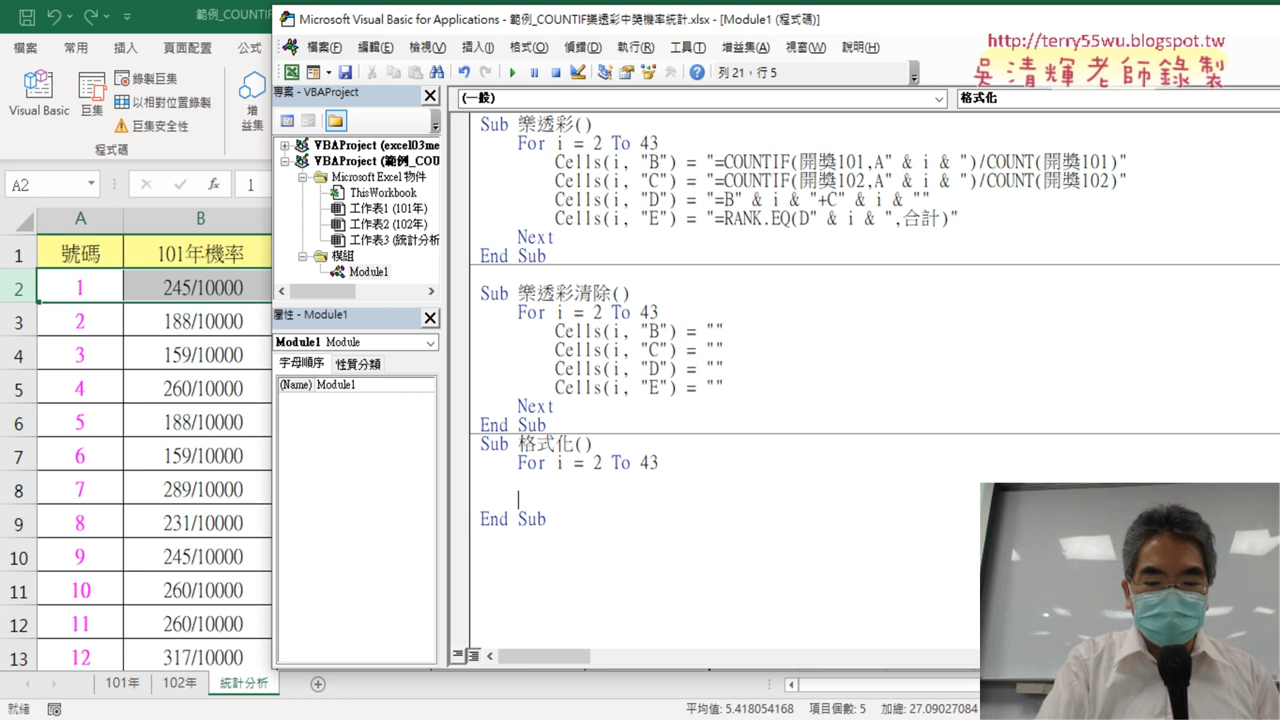 範例_COUNTIF
Microsoft Visual Basic for Applications - 範例_COUNTIF樂透彩中獎機率統計.xlsx - [Module1 (程式碼)]
http://terry55wu.blogspot.tw
吳清輝老師錄製
檔案 常用 插入 頁面配置 公式
檔案(F) 編輯(E) 檢視(V) 插入(I) 格式(O) 偵錯(D) 執行(R) 工具(T) 增益集(A) 視窗(W) 說明(H)
列 21，行 5
Visual Basic
巨集
錄製巨集
以相對位置錄製
巨集安全性
增
益集
程式碼
專案 - VBAProject
VBAProject (excel03me
VBAProject (範例_COU
Microsoft Excel 物件
ThisWorkbook
工作表1 (101年)
工作表2 (102年)
工作表3 (統計分析
模組
Module1
屬性 - Module1
Module1 Module
字母順序 性質分類
(Name) Module1
(一般) 格式化
Sub 樂透彩()
For i = 2 To 43
Cells(i, "B") = "=COUNTIF(開獎101,A" & i & ")/COUNT(開獎101)"
Cells(i, "C") = "=COUNTIF(開獎102,A" & i & ")/COUNT(開獎102)"
Cells(i, "D") = "=B" & i & "+C" & i & ""
Cells(i, "E") = "=RANK.EQ(D" & i & ",合計)"
Next
End Sub
Sub 樂透彩清除()
For i = 2 To 43
Cells(i, "B") = ""
Cells(i, "C") = ""
Cells(i, "D") = ""
Cells(i, "E") = ""
Next
End Sub
Sub 格式化()
For i = 2 To 43
End Sub
A2 fx 1
A B
1 號碼 101年機率
2 1 245/10000
3 2 188/10000
4 3 159/10000
5 4 260/10000
6 5 188/10000
7 6 159/10000
8 7 289/10000
9 8 231/10000
10 9 245/10000
11 10 260/10000
12 11 260/10000
13 12 317/10000
101年 102年 統計分析
就緒
平均值: 5.418054168 項目個數: 5 加總: 27.09027084